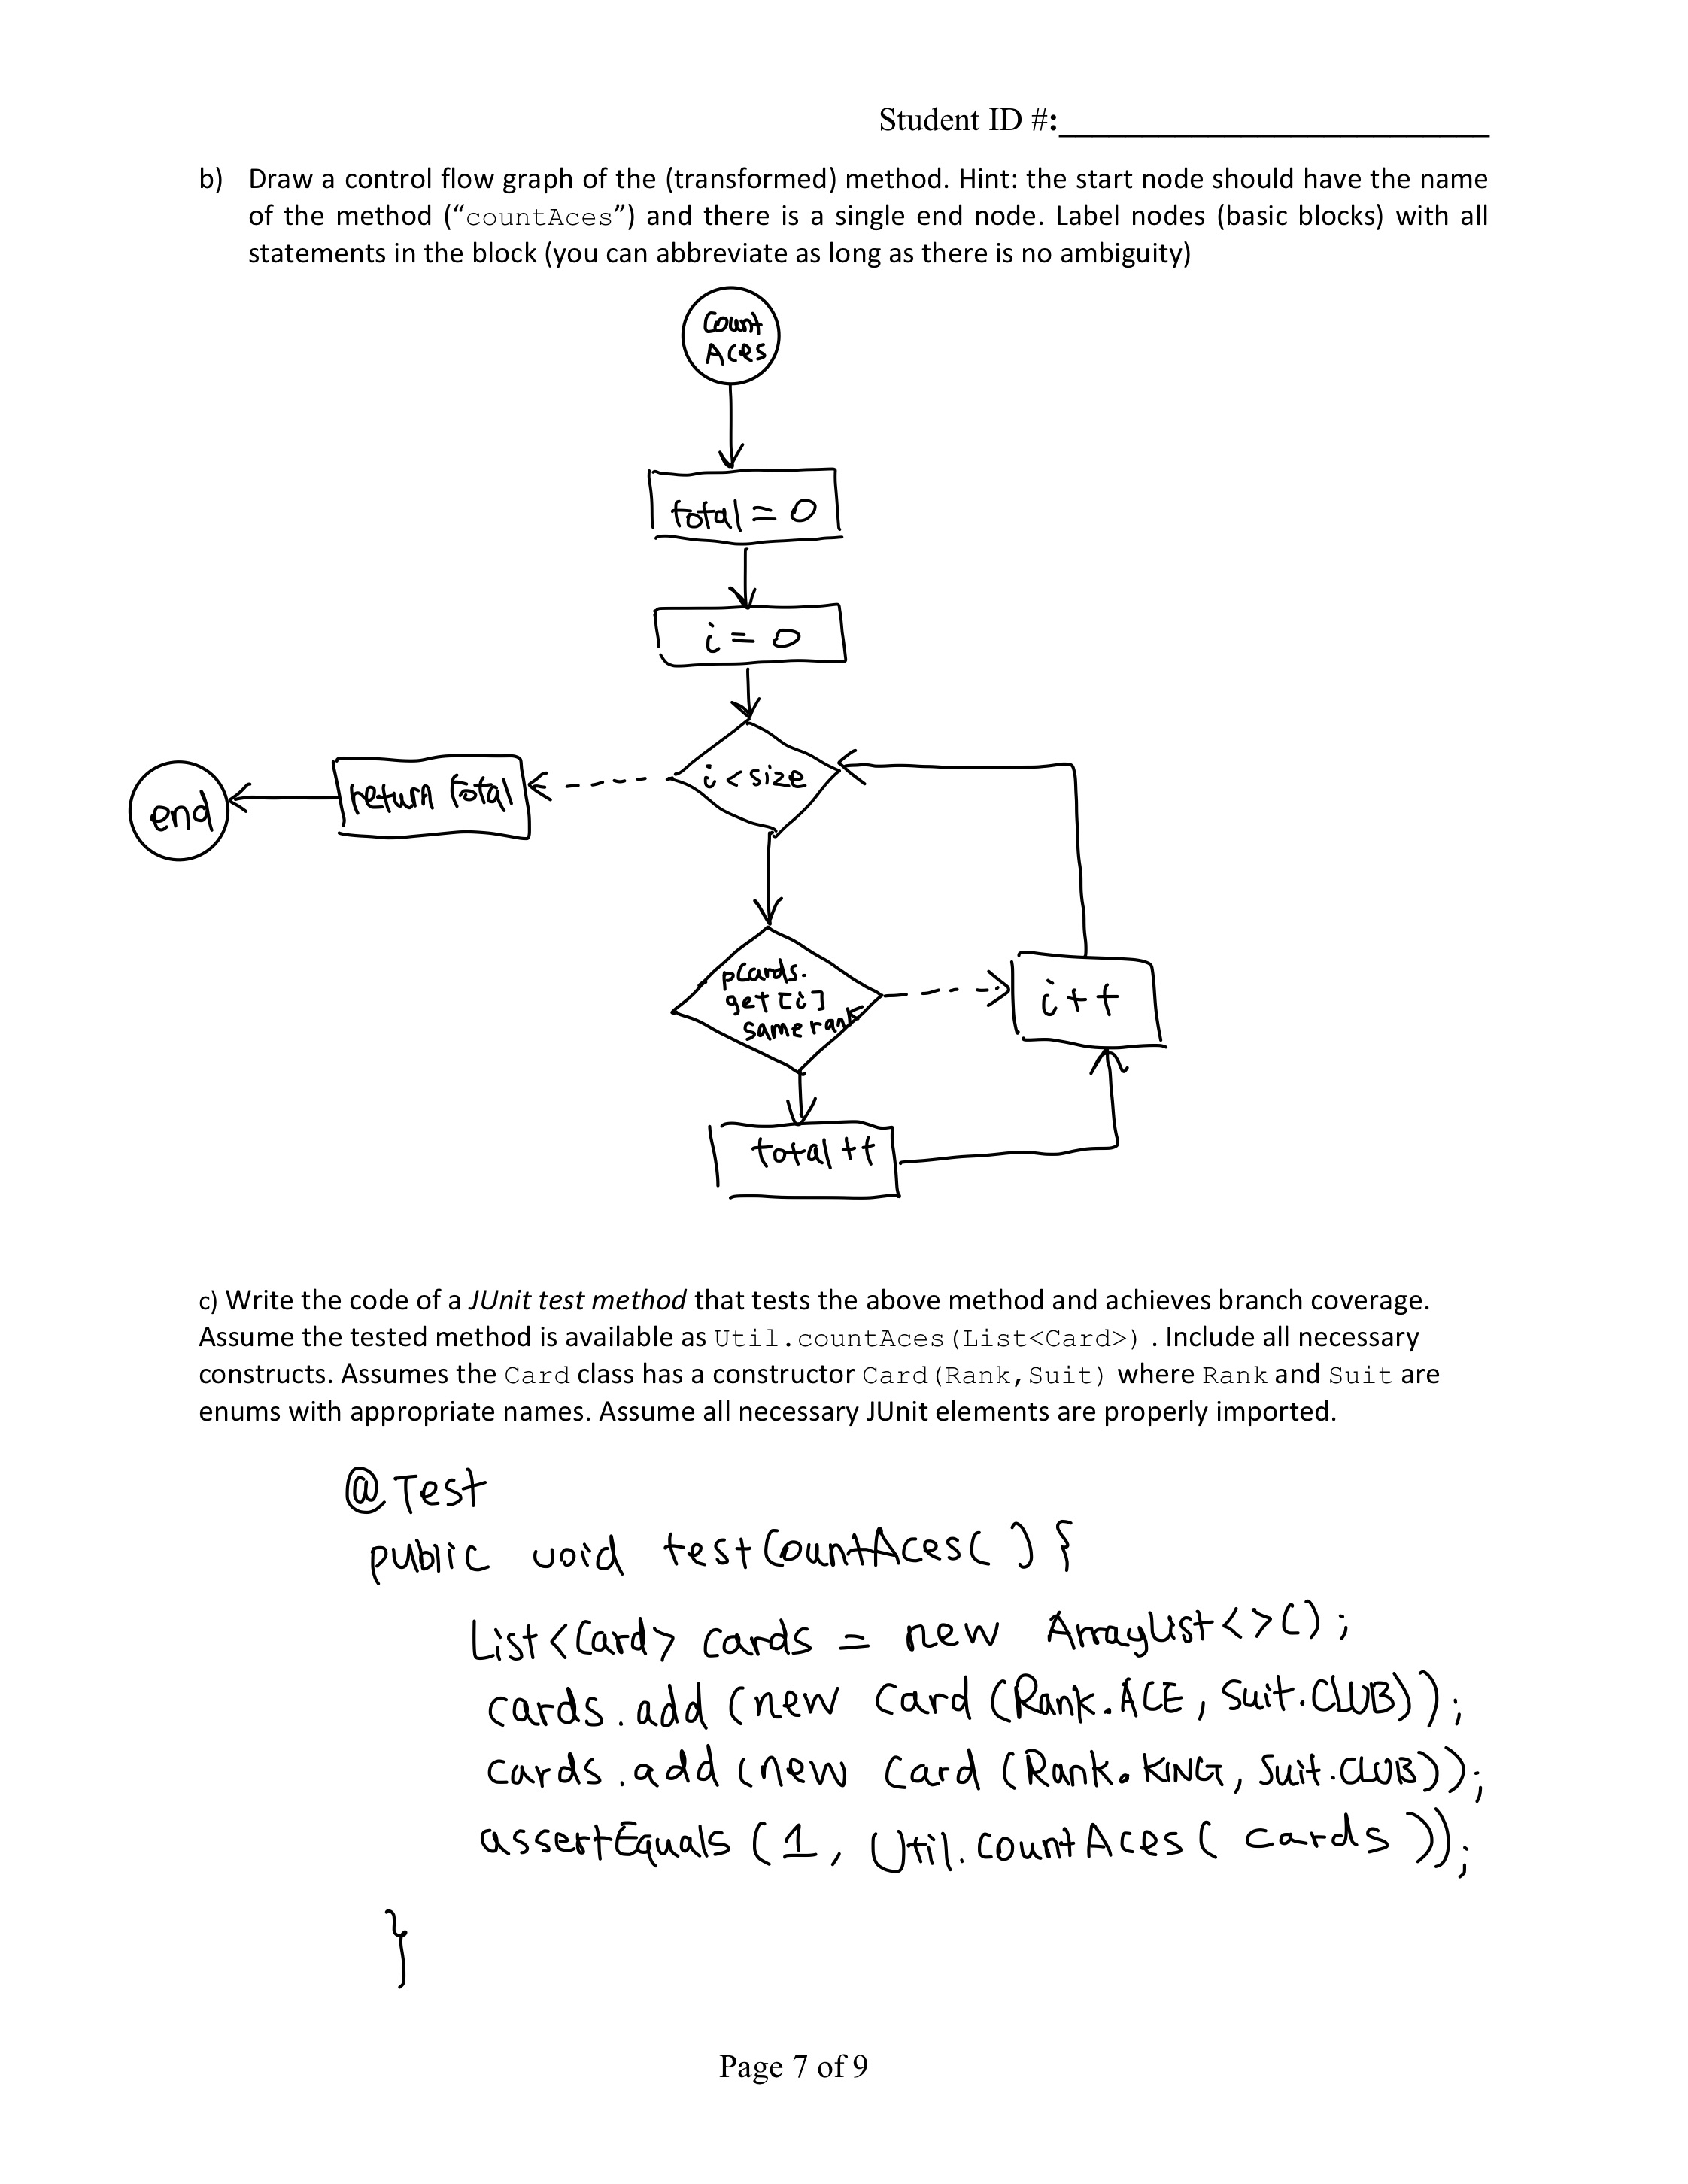 Student ID #:__________________________
b) Draw a control flow graph of the (transformed) method. Hint: the start node should have the name
of the method (“countAces”) and there is a single end node. Label nodes (basic blocks) with all
statements in the block (you can abbreviate as long as there is no ambiguity)
Count
Aces
total = 0
i = 0
i < size
return total
end
pCards.
get[i]
same rank
i++
total ++
c) Write the code of a JUnit test method that tests the above method and achieves branch coverage.
Assume the tested method is available as Util.countAces(List<Card>) . Include all necessary
constructs. Assumes the Card class has a constructor Card(Rank,Suit) where Rank and Suit are
enums with appropriate names. Assume all necessary JUnit elements are properly imported.
@Test
public void testCountAces( ) {
List<Card> cards = new ArrayList<>();
cards.add (new Card (Rank.ACE, Suit.CLUB));
cards.add (new Card (Rank.KING, Suit.CLUB));
assertEquals (1, Util.countAces( cards ));
}
Page 7 of 9